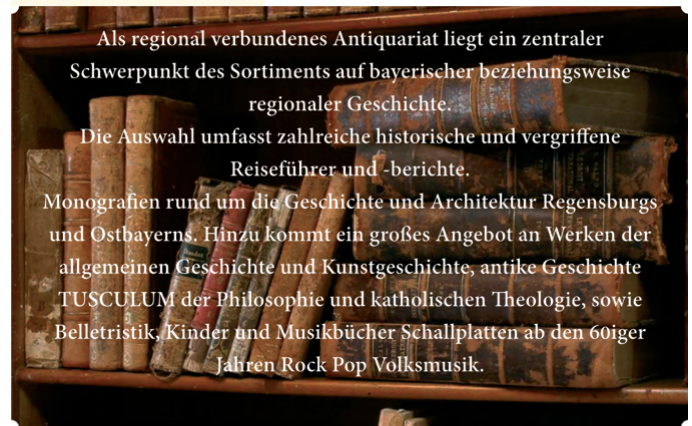 Als regional verbundenes Antiquariat liegt ein zentraler
Schwerpunkt des Sortiments auf bayerischer beziehungsweise
regionaler Geschichte.
Die Auswahl umfasst zahlreiche historische und vergriffene
Reiseführer und -berichte.
Monografien rund um die Geschichte und Architektur Regensburgs
und Ostbayerns. Hinzu kommt ein großes Angebot an Werken der
allgemeinen Geschichte und Kunstgeschichte, antike Geschichte
TUSCULUM der Philosophie und katholischen Theologie, sowie
Belletristik, Kinder und Musikbücher Schallplatten ab den 60iger
Jahren Rock Pop Volksmusik.